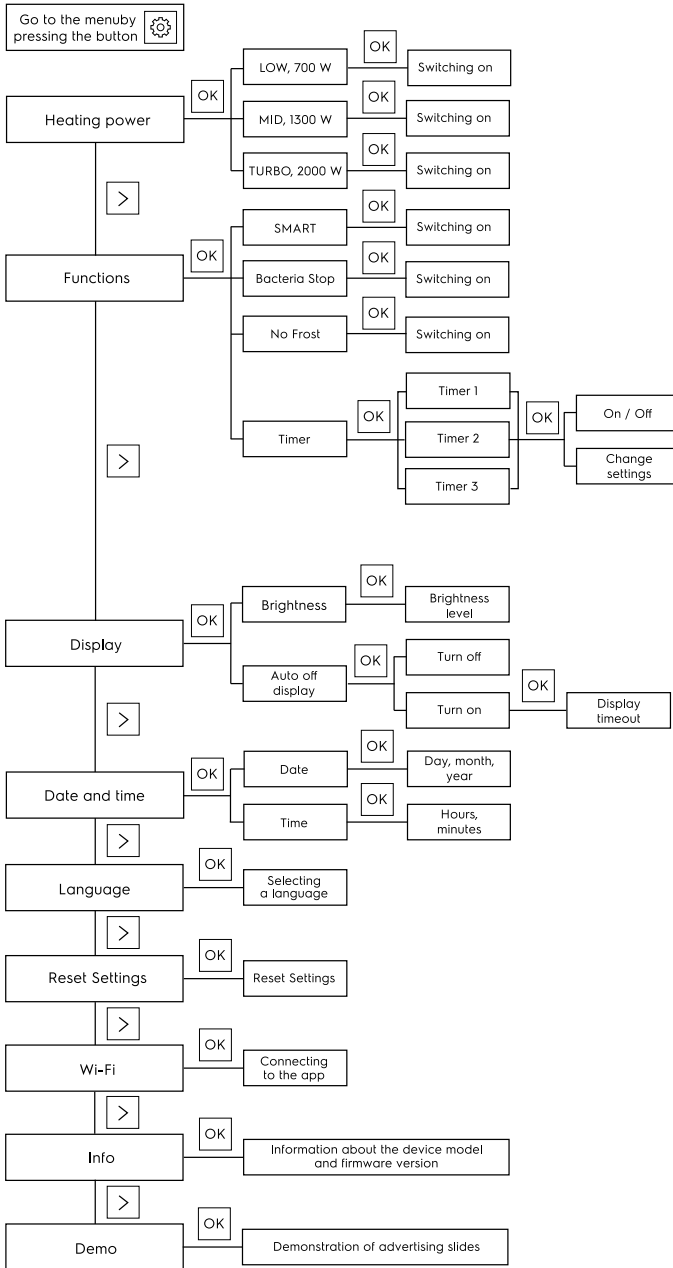 Go to the menuby
pressing the button
OK
LOW, 700 W
Switching on
OK
Heating power
OK
MID, 1300 W
Switching on
OK
TURBO, 2000 W
Switching on
>
OK
SMART
Switching on
OK
Functions
OK
Bacteria Stop
Switching on
OK
No Frost
Switching on
Timer
OK
Timer 1
Timer 2
Timer 3
OK
On / Off
Change
settings
>
OK
Brightness
Brightness
level
Display
OK
Auto off
display
OK
Turn off
Turn on
OK
Display
timeout
>
Date and time
OK
Date
OK
Day, month,
year
Time
OK
Hours,
minutes
>
Language
OK
Selecting
a language
>
Reset Settings
OK
Reset Settings
>
Wi-Fi
OK
Connecting
to the app
>
Info
OK
Information about the device model
and firmware version
>
Demo
OK
Demonstration of advertising slides